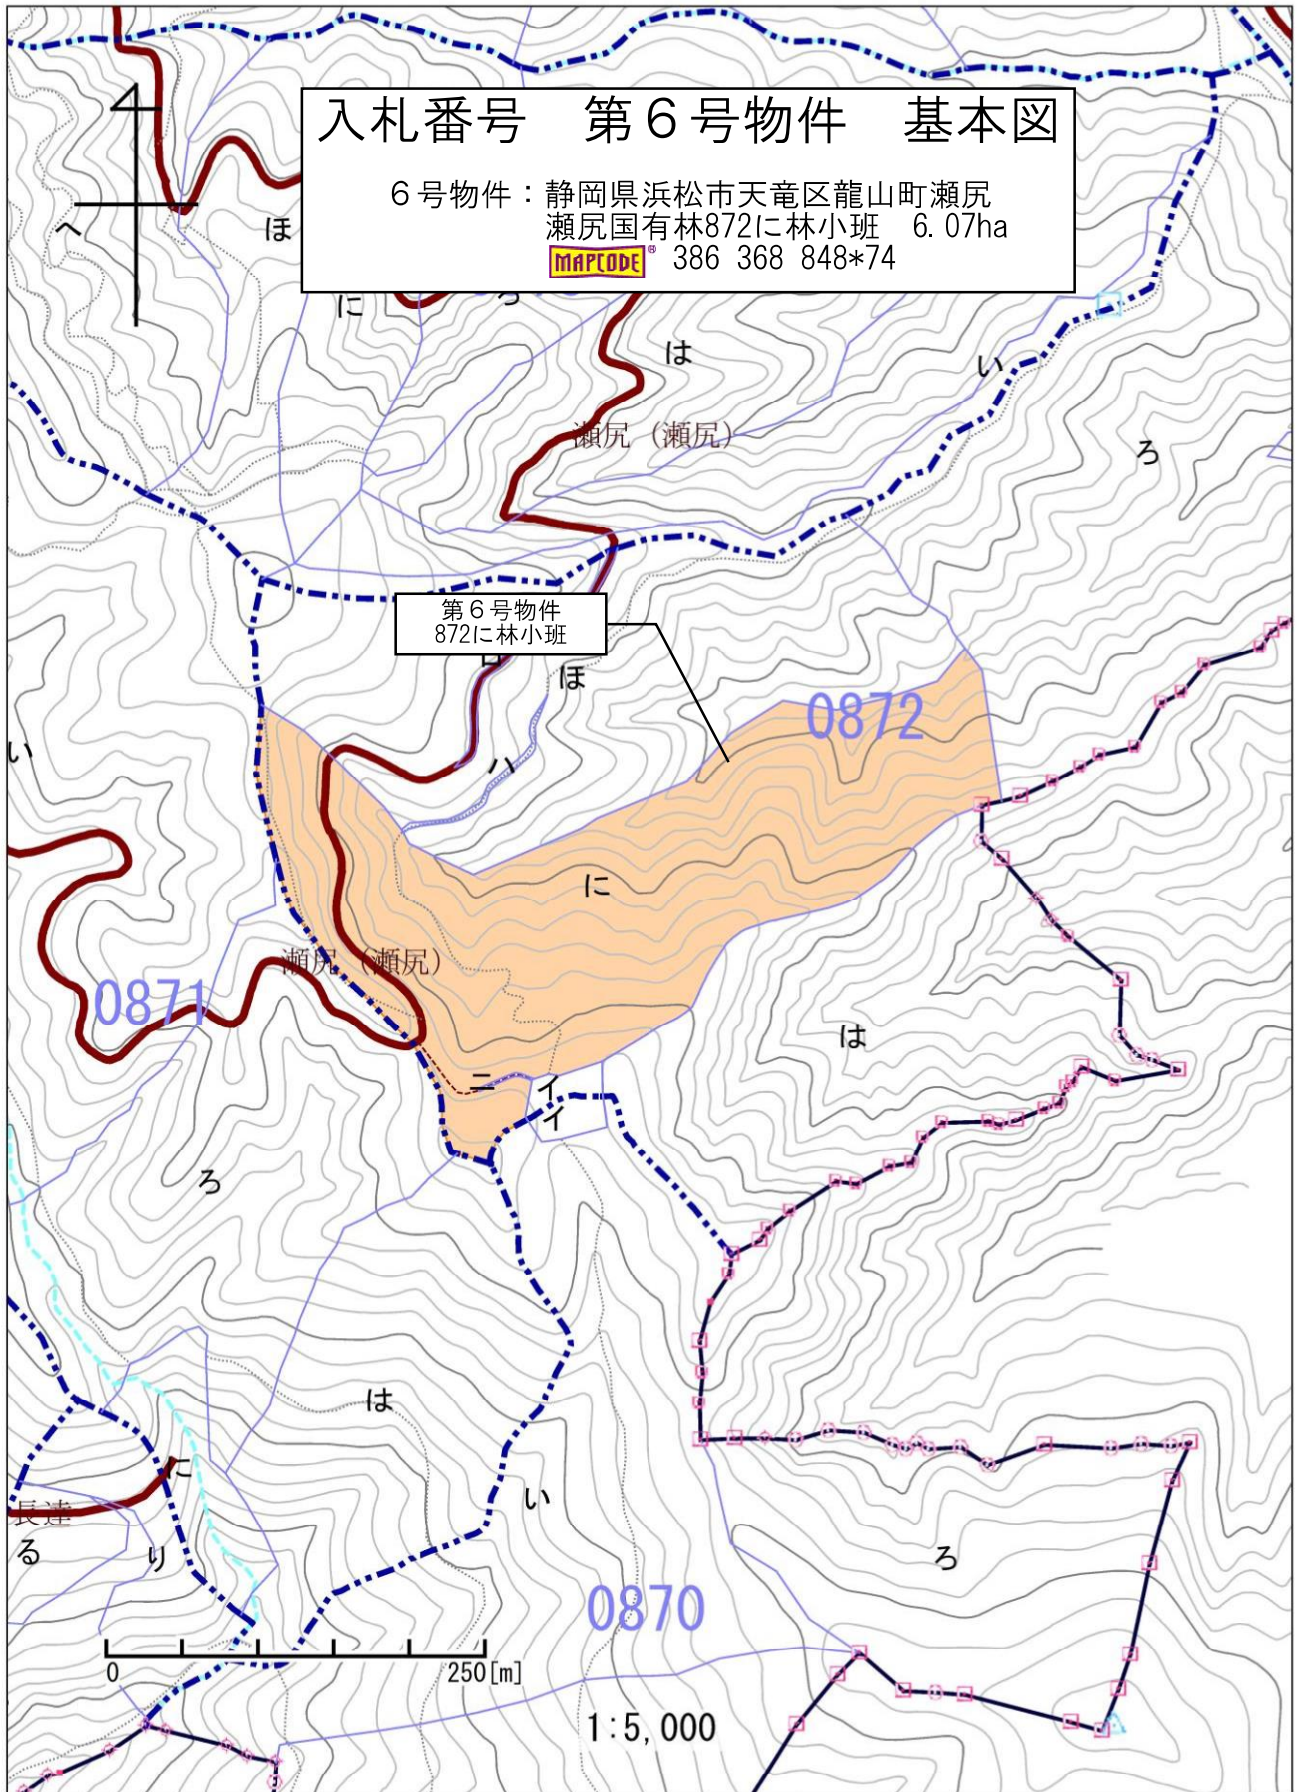 入札番号　第６号物件　基本図
６号物件：静岡県浜松市天竜区龍山町瀬尻
瀬尻国有林872に林小班　6.07ha
MAPCODE® 386 368 848*74
へ
ほ
に
ろ
は
い
瀬尻（瀬尻）
ろ
第６号物件
872に林小班
ロ
ほ
0872
い
ハ
に
瀬尻（瀬尻）
0871
は
ニ
イ
イ
ろ
は
に
い
長達
る
り
ろ
0870
0
250[m]
1:5,000